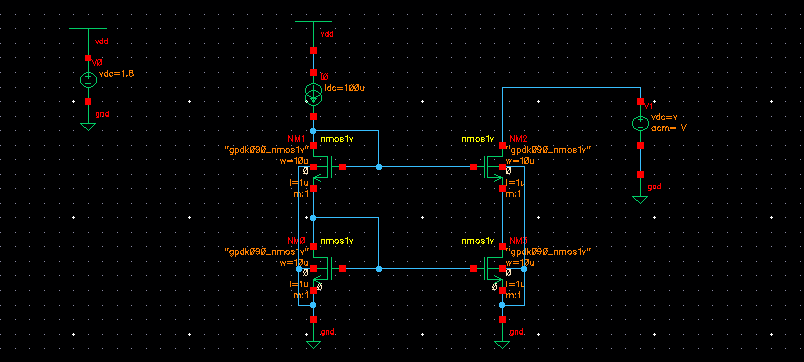 vdd
V0
vdc=1.8
gnd
vdd
I0
idc=100u
NM1
nmos1v
"gpdk090_nmos1v"
w=10u
l=1u
m:1
nmos1v
NM2
"gpdk090_nmos1v"
w=10u
l=1u
m:1
V1
vdc=v
acm= V
gnd
NM0
nmos1v
"gpdk090_nmos1v"
w=10u
l=1u
m:1
gnd
nmos1v
"gpdk090_nmos1v"
w=10u
l=1u
m:1
gnd